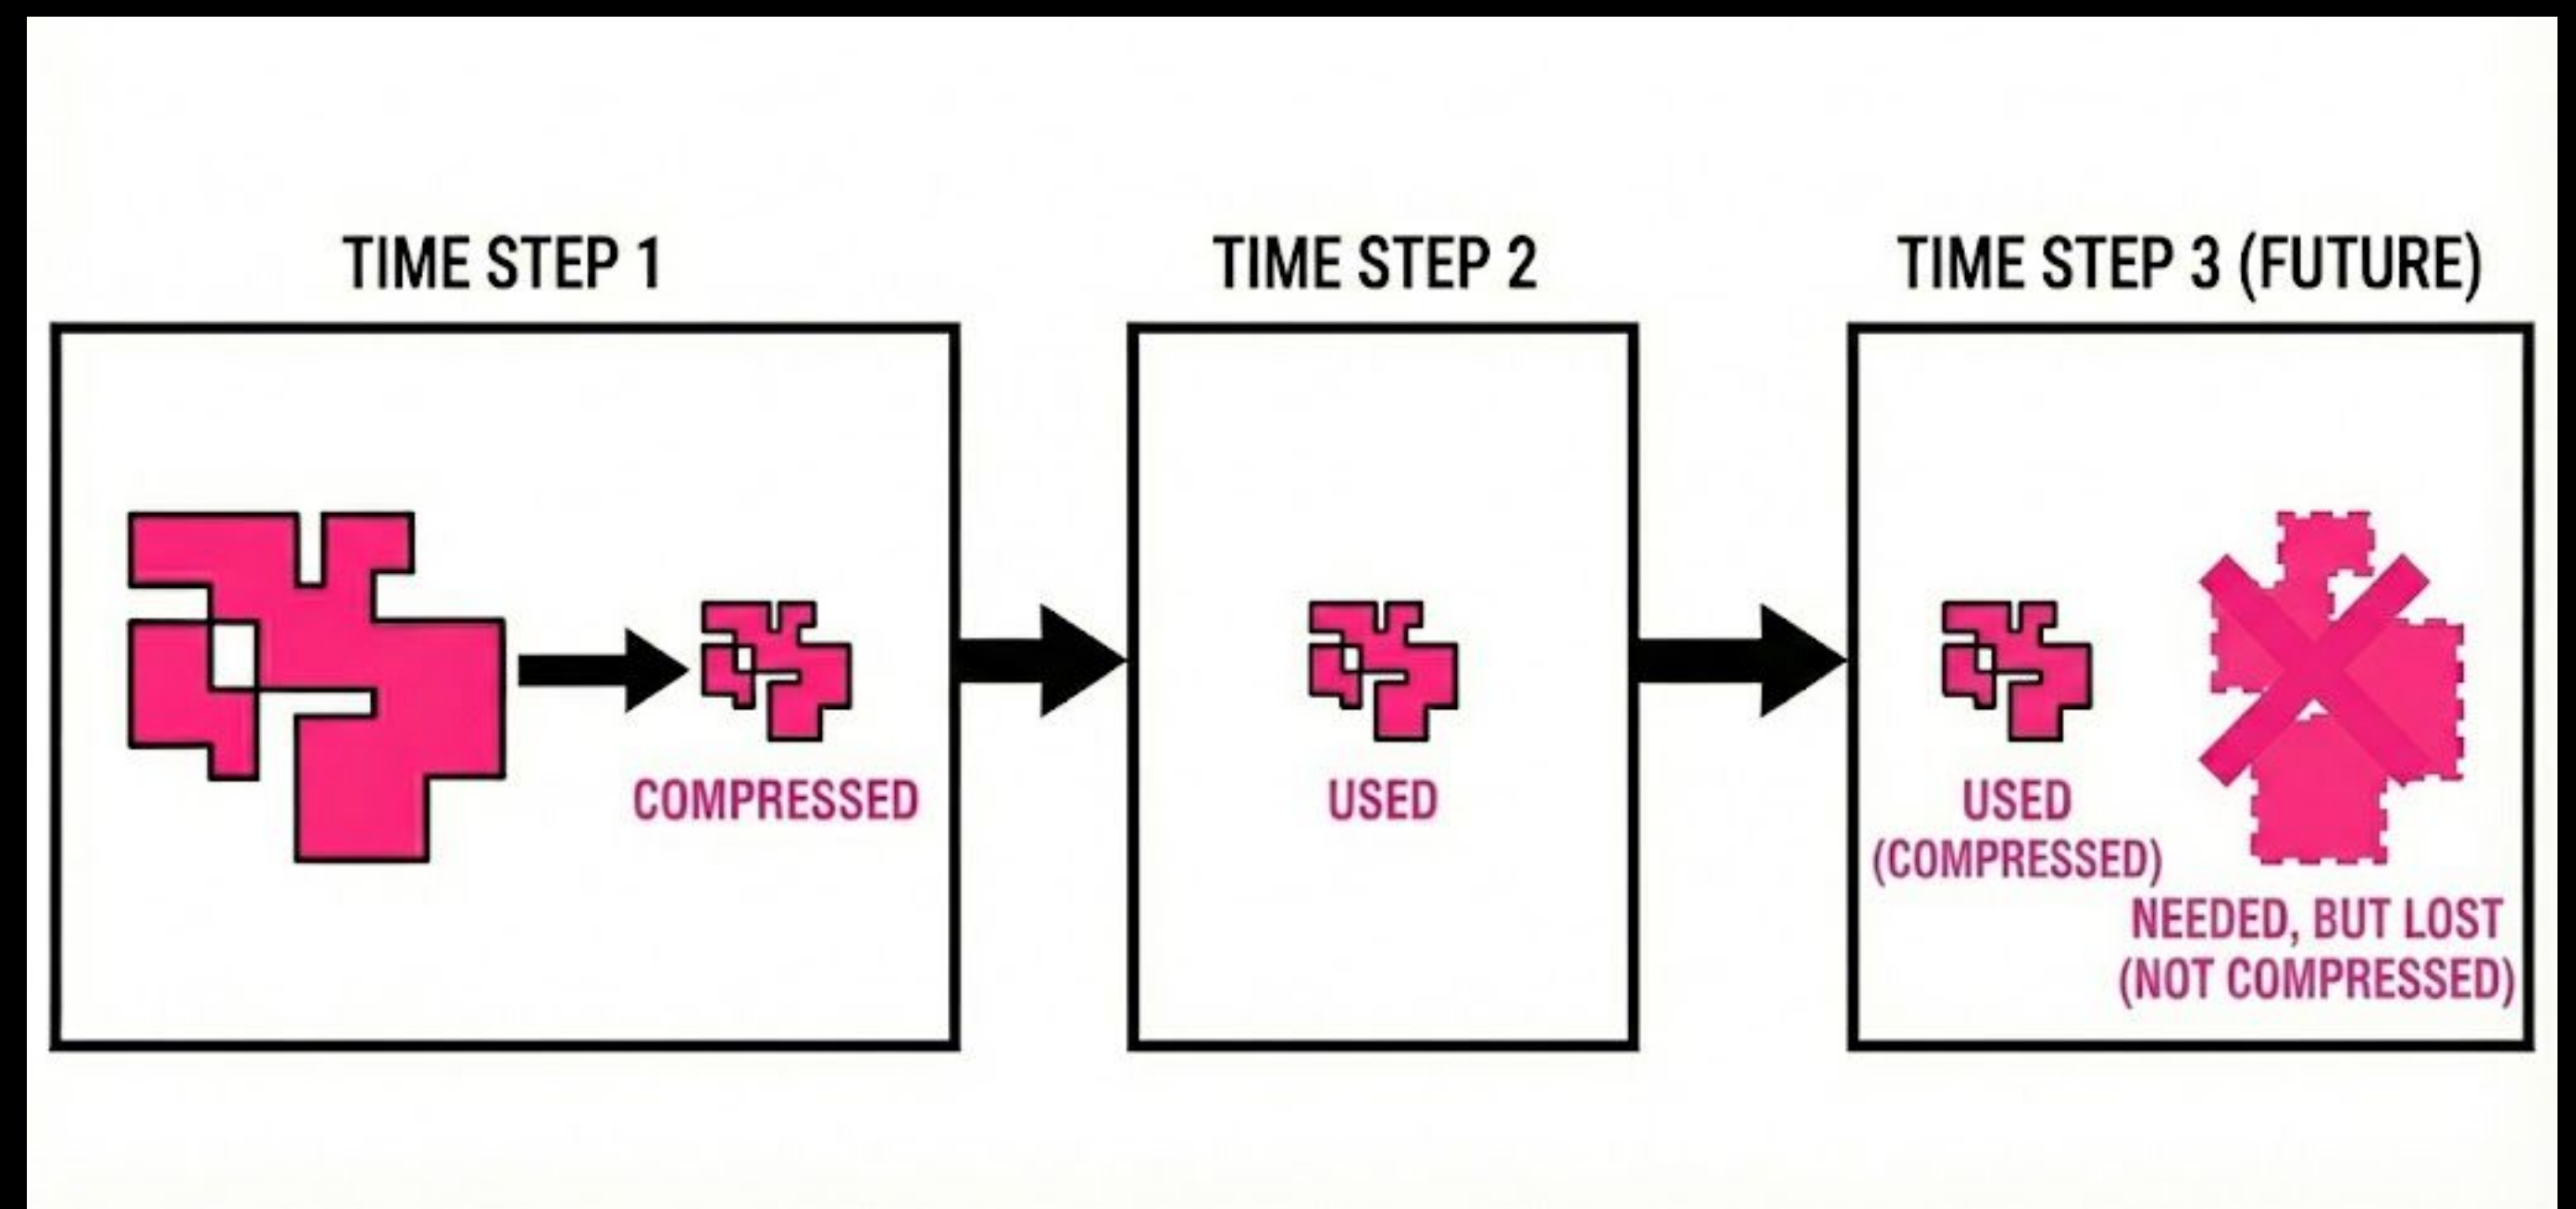 TIME STEP 1
COMPRESSED
TIME STEP 2
USED
TIME STEP 3 (FUTURE)
USED
(COMPRESSED)
NEEDED, BUT LOST
(NOT COMPRESSED)